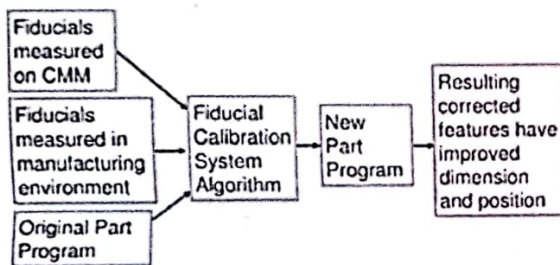 Fiducials
measured
on CMM
Fiducials
measured in
manufacturing
environment
Original Part
Program
Fiducial
Calibration
System
Algorithm
New
Part
Program
Resulting
corrected
features have
improved
dimension
and position